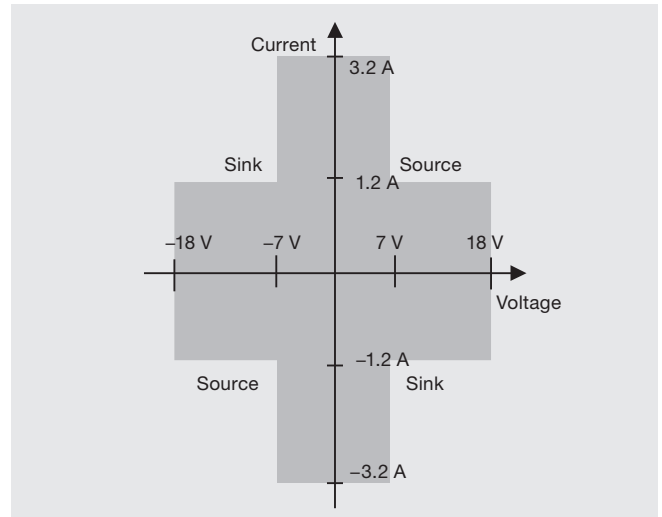 Current
3.2 A
Sink
Source
1.2 A
–18 V
–7 V
7 V
18 V
Voltage
–1.2 A
Source
Sink
–3.2 A